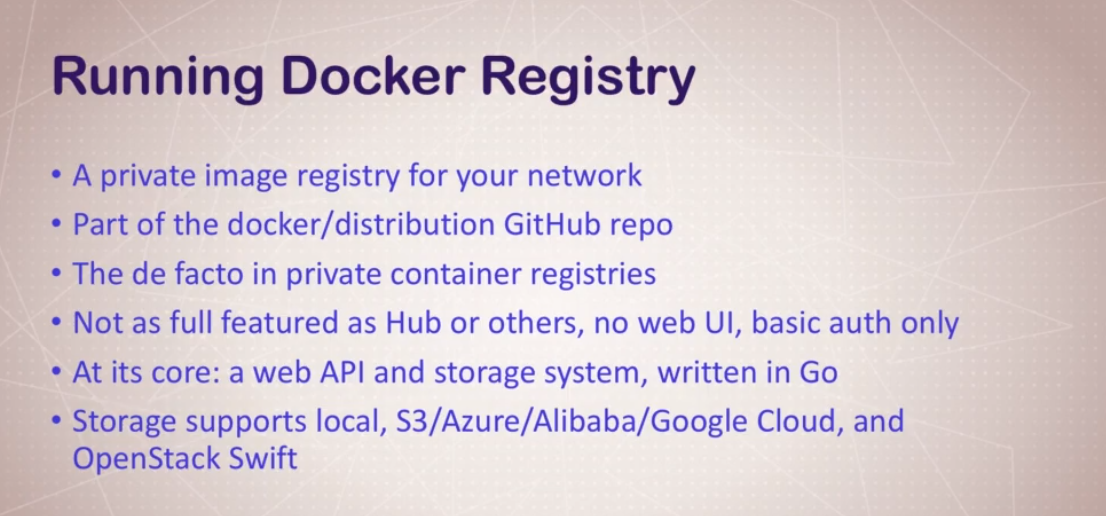 Running Docker Registry
• A private image registry for your network
• Part of the docker/distribution GitHub repo
• The de facto in private container registries
• Not as full featured as Hub or others, no web UI, basic auth only
• At its core: a web API and storage system, written in Go
• Storage supports local, S3/Azure/Alibaba/Google Cloud, and
OpenStack Swift